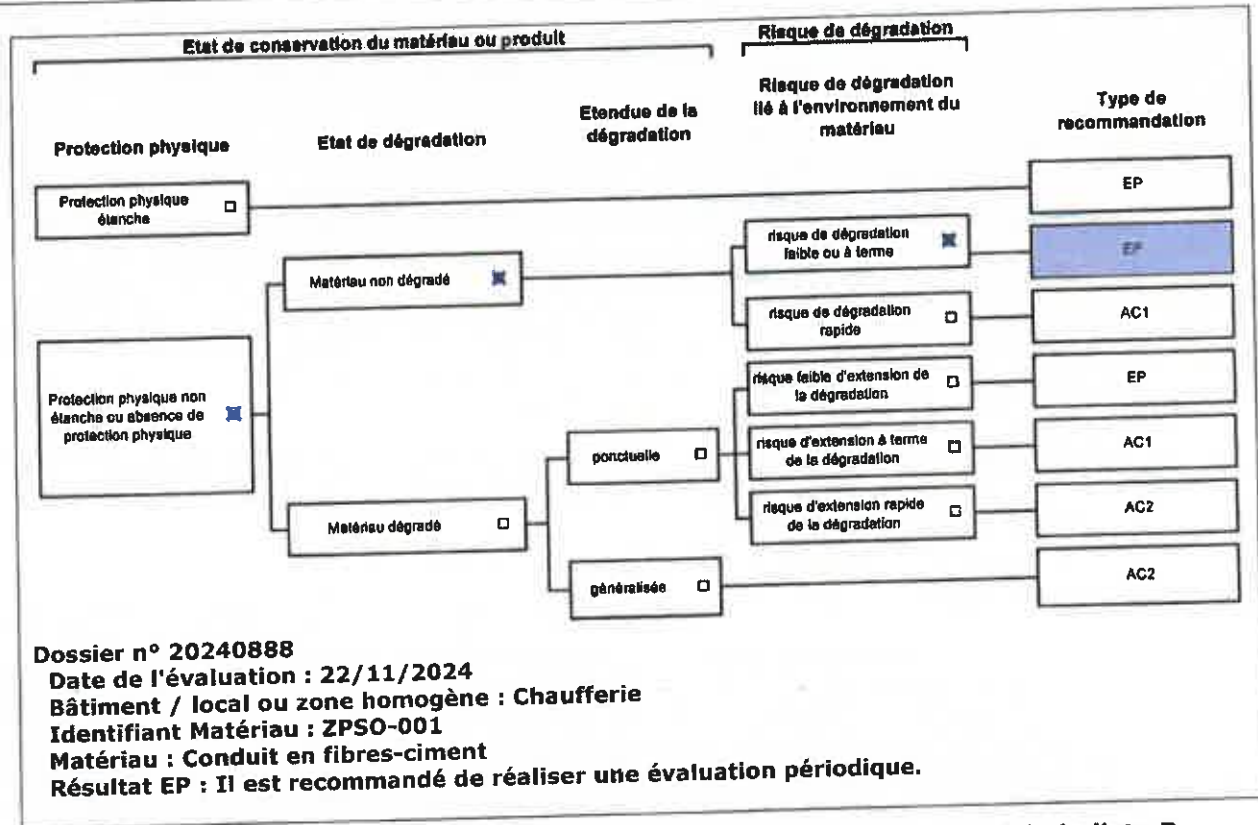 Etat de conservation du matériau ou produit
Risque de dégradation
Protection physique
Etat de dégradation
Etendue de la
dégradation
Risque de dégradation
lié à l'environnement du
matériau
Type de
recommandation
Protection physique
étanche
EP
risque de dégradation
faible ou à terme
EP
Matériau non dégradé
risque de dégradation
rapide
AC1
Protection physique non
étanche ou absence de
protection physique
risque faible d'extension de
la dégradation
EP
ponctuelle
risque d'extension à terme
de la dégradation
AC1
Matériau dégradé
risque d'extension rapide
de la dégradation
AC2
généralisée
AC2
Dossier n° 20240888
Date de l'évaluation : 22/11/2024
Bâtiment / local ou zone homogène : Chaufferie
Identifiant Matériau : ZPSO-001
Matériau : Conduit en fibres-ciment
Résultat EP : Il est recommandé de réaliser une évaluation périodique.